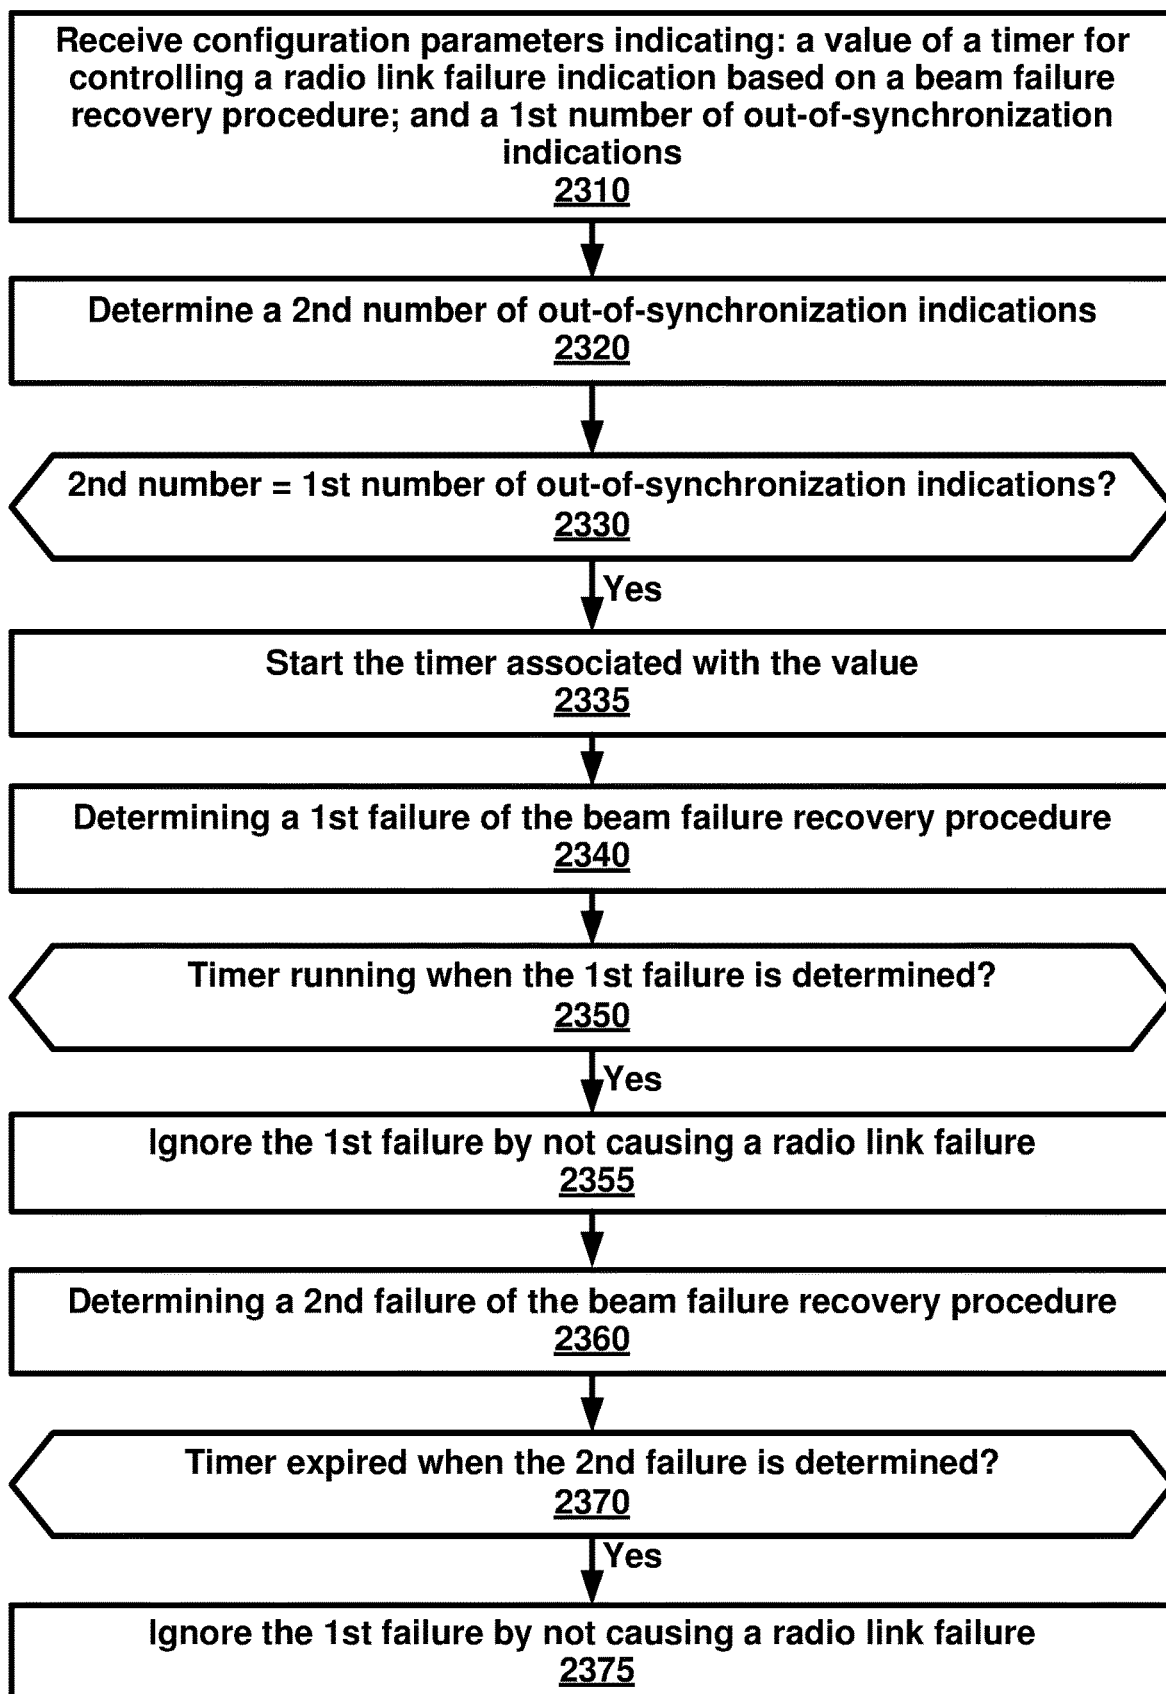 Receive configuration parameters indicating: a value of a timer for
controlling a radio link failure indication based on a beam failure
recovery procedure; and a 1st number of out-of-synchronization
indications
2310
Determine a 2nd number of out-of-synchronization indications
2320
2nd number = 1st number of out-of-synchronization indications?
2330
Yes
Start the timer associated with the value
2335
Determining a 1st failure of the beam failure recovery procedure
2340
Timer running when the 1st failure is determined?
2350
Yes
Ignore the 1st failure by not causing a radio link failure
2355
Determining a 2nd failure of the beam failure recovery procedure
2360
Timer expired when the 2nd failure is determined?
2370
Yes
Ignore the 1st failure by not causing a radio link failure
2375